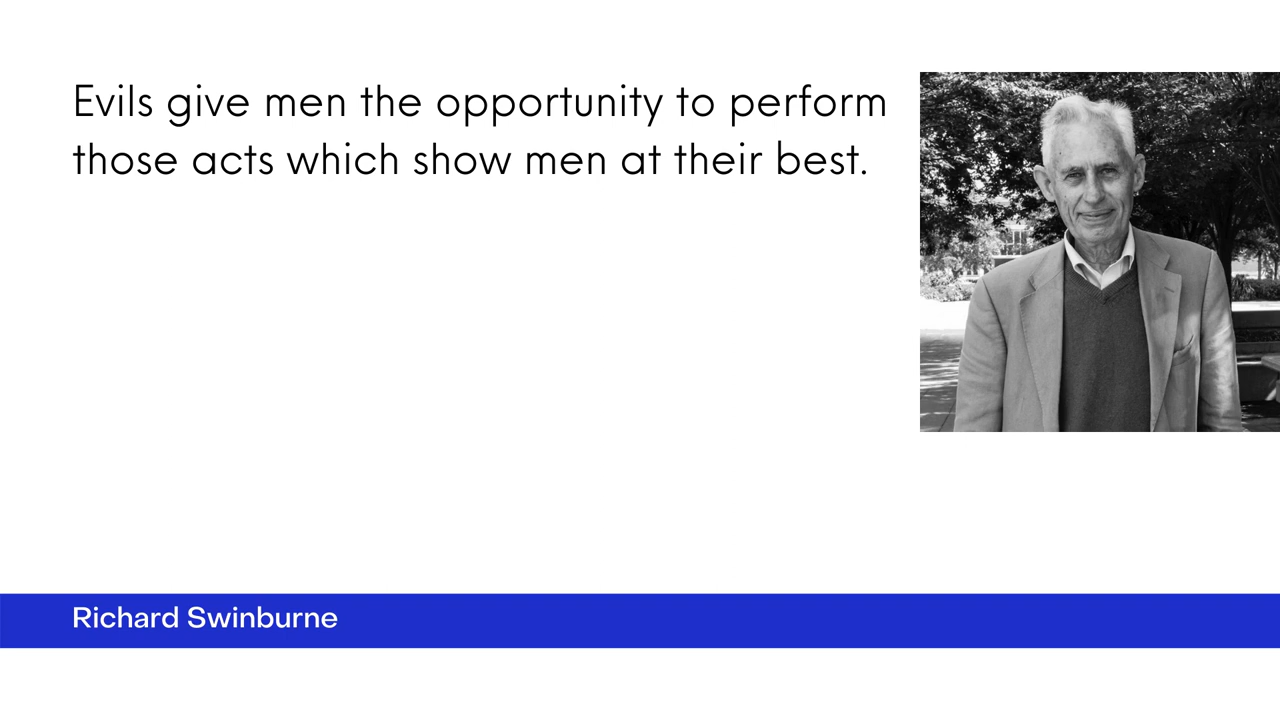 Evils give men the opportunity to perform
those acts which show men at their best.
Richard Swinburne